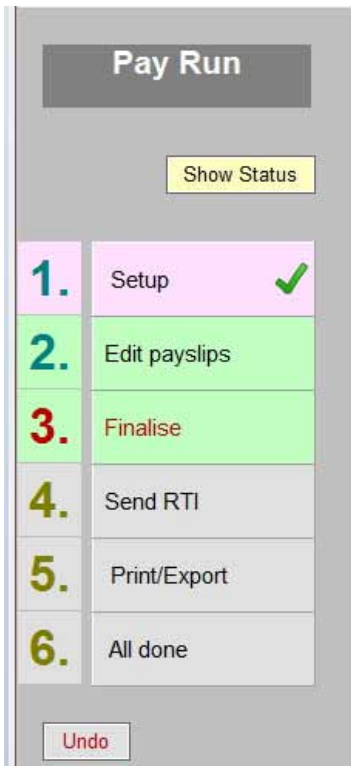 Pay Run
Show Status
1. Setup
2. Edit payslips
3. Finalise
4. Send RTI
5. Print/Export
6. All done
Undo